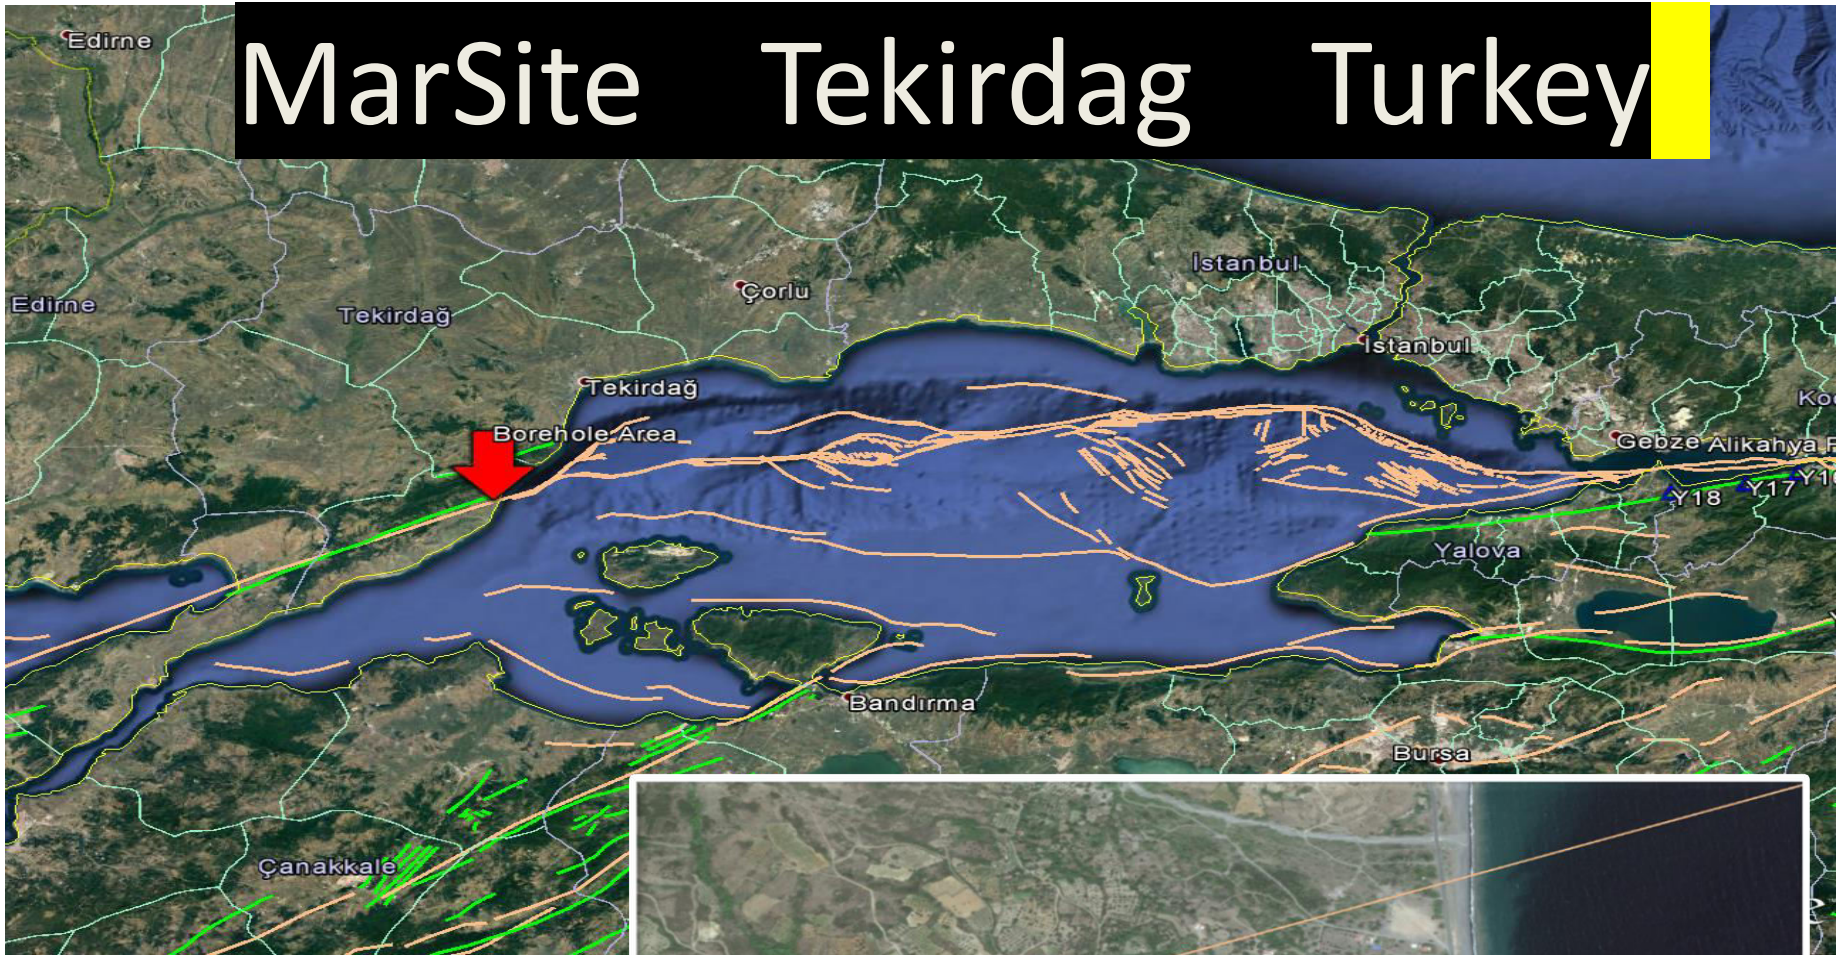 MarSite Tekirdag Turkey
Edirne
İstanbul
Çorlu
Edirne
Tekirdağ
İstanbul
Tekirdağ
Borehole Area
Gebze Alikahya
Y18
Y17
Yalova
Bandırma
Bursa
Çanakkale